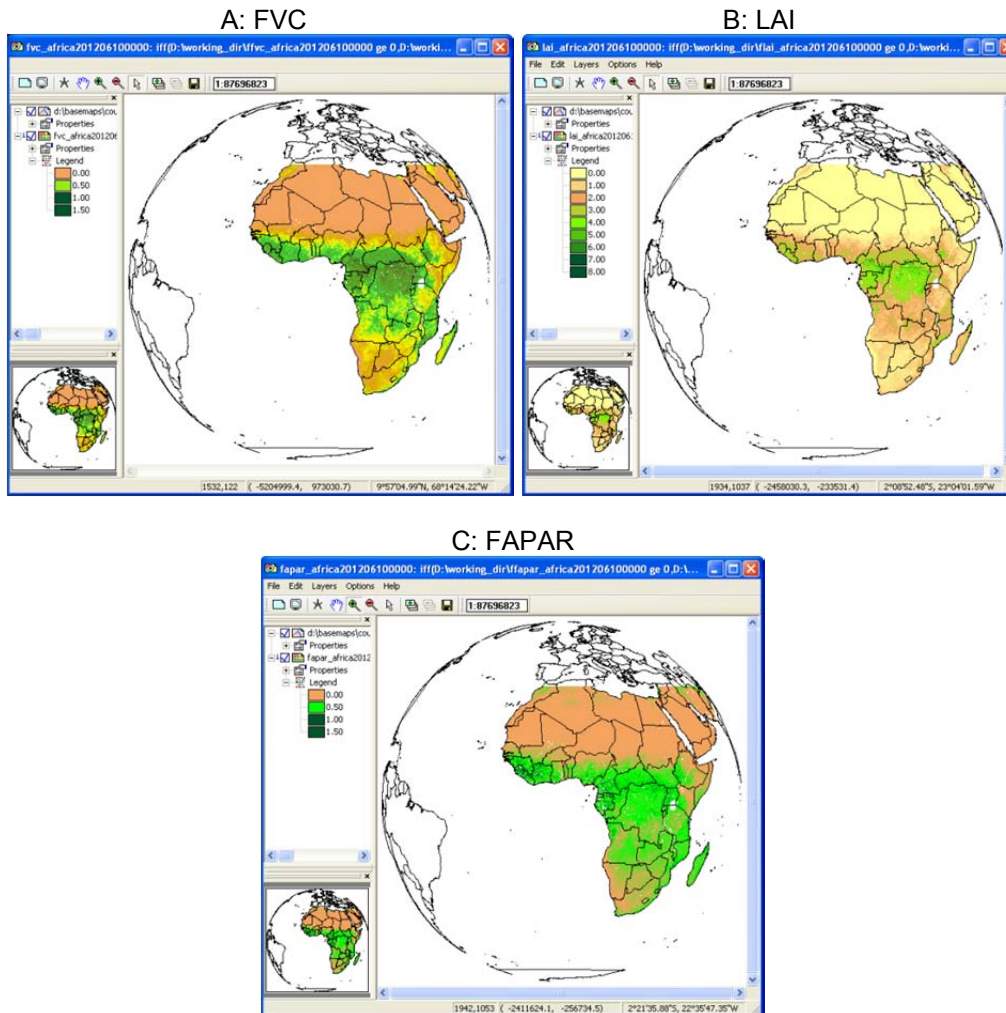 A: FVC
fvc_africa201206100000: iff(D:\working_dir\ffvc_africa201206100000 ge 0,D:\worki...
1:87696823
d:\basemaps\cou
Properties
fvc_africa201206
Properties
Legend
0.00
0.50
1.00
1.50
1532,122 ( -5204999.4, 973030.7) 9°57'04.99"N, 68°14'24.22"W
B: LAI
lai_africa201206100000: iff(D:\working_dir\flai_africa201206100000 ge 0,D:\worki...
File Edit Layers Options Help
1:87696823
d:\basemaps\cou
Properties
lai_africa201206:
Properties
Legend
0.00
1.00
2.00
3.00
4.00
5.00
6.00
7.00
8.00
1934,1037 ( -2458030.3, -233531.4) 2°08'52.48"S, 23°04'01.59"W
C: FAPAR
fapar_africa201206100000: iff(D:\working_dir\ffapar_africa201206100000 ge 0,D:\...
File Edit Layers Options Help
1:87696823
d:\basemaps\cou
Properties
fapar_africa2012
Properties
Legend
0.00
0.50
1.00
1.50
1942,1053 ( -2411624.1, -256734.5) 2°21'35.88"S, 22°35'47.35"W